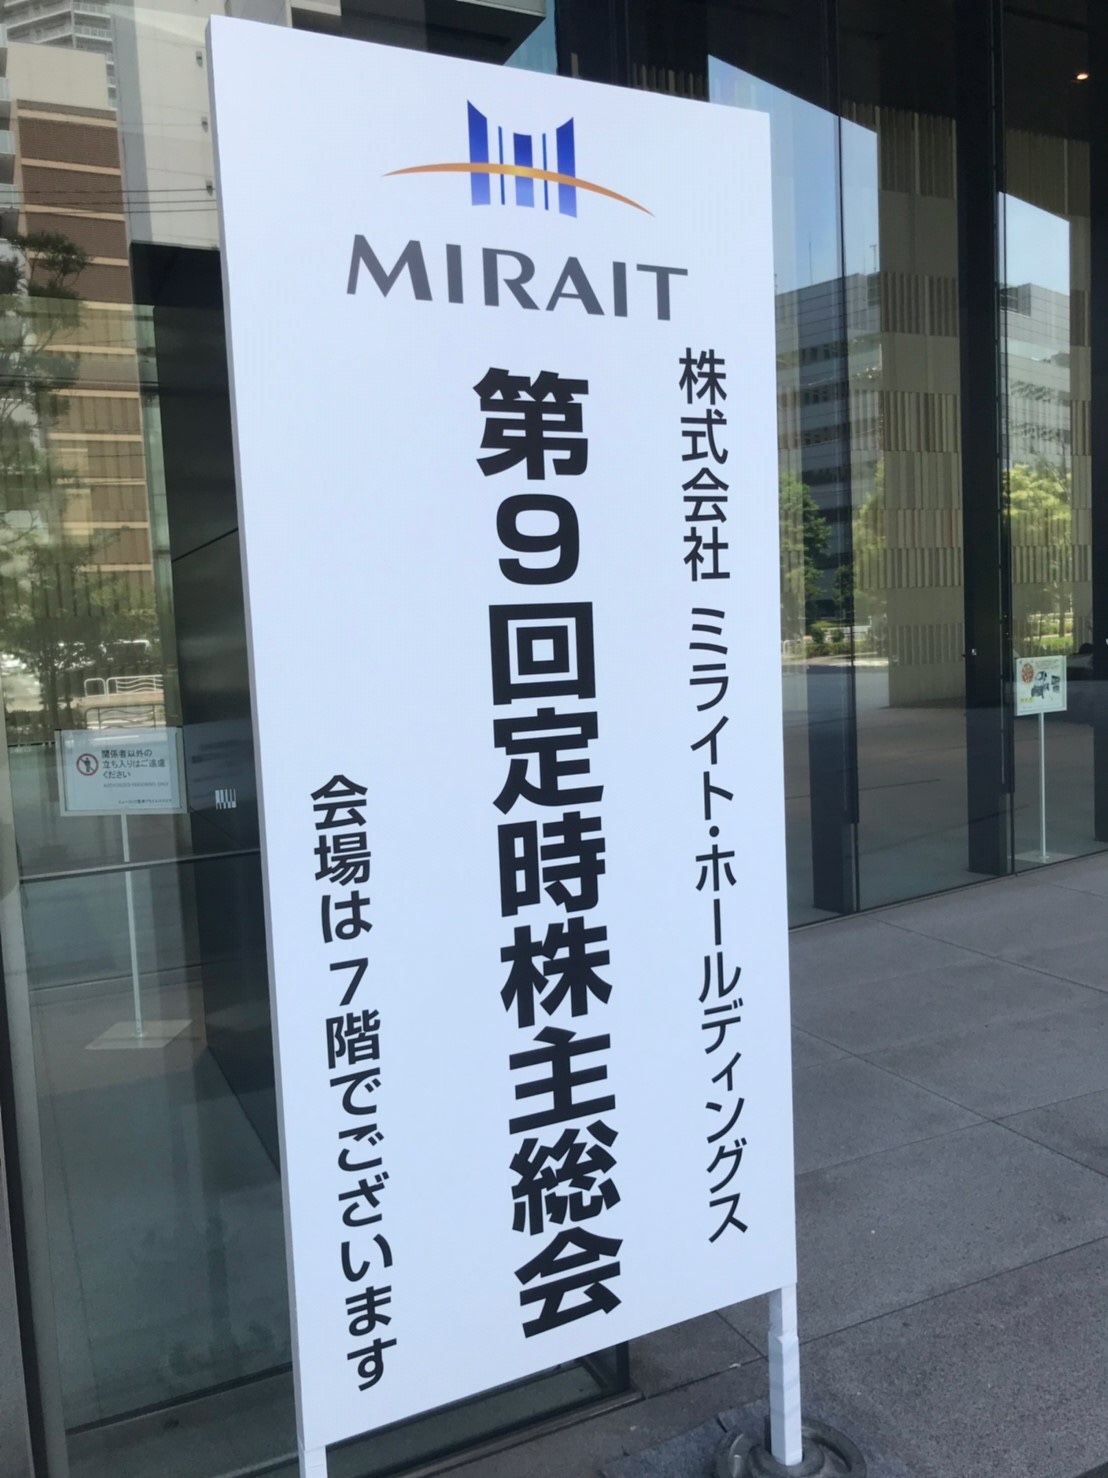 MIRAIT
株式会社 ミライト・ホールディングス
第9回定時株主総会
会場は 7階でございます
関係者以外の
立ち入りはご遠慮
ください